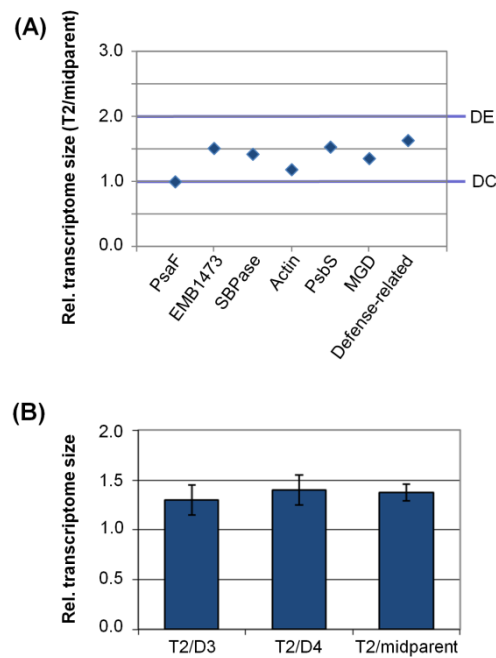 (A)
Rel. transcriptome size (T2/midparent)
3.0
2.0
1.0
0.0
DE
DC
PsaF
EMB1473
SBPase
Actin
PsbS
MGD
Defense-related
(B)
Rel. transcriptome size
2.0
1.5
1.0
0.5
0.0
T2/D3
T2/D4
T2/midparent